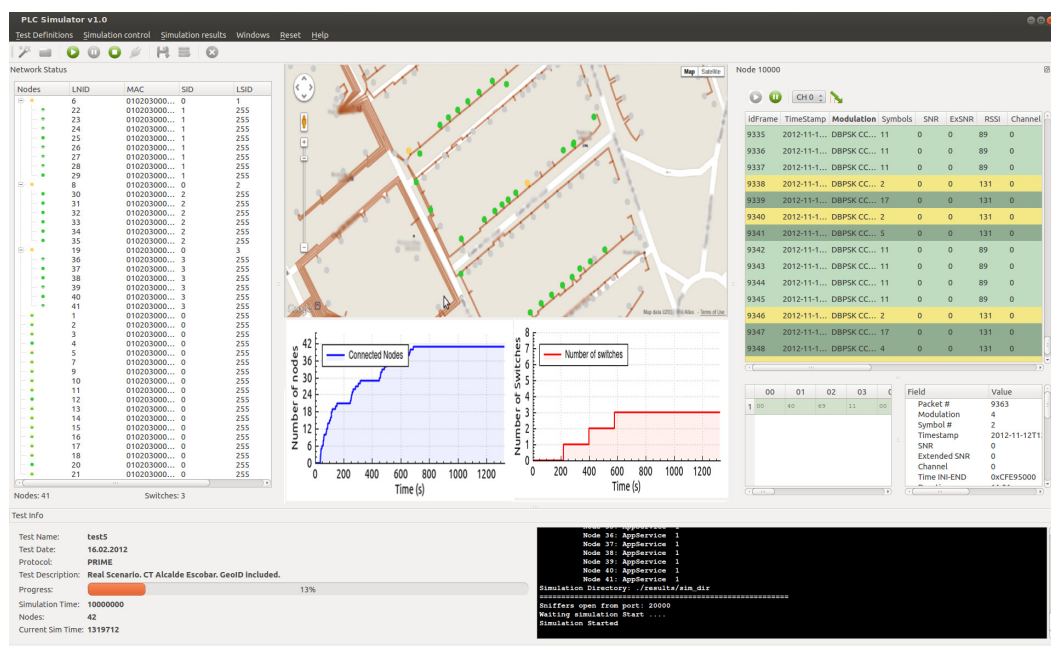 PLC Simulator v1.0
Test Definitions Simulation control Simulation results Windows Reset Help
Network Status
Nodes LNID MAC SID LSID
6 010203000... 0 1
22 010203000... 1 255
23 010203000... 1 255
24 010203000... 1 255
25 010203000... 1 255
26 010203000... 1 255
27 010203000... 1 255
28 010203000... 1 255
29 010203000... 1 255
8 010203000... 0 2
30 010203000... 2 255
31 010203000... 2 255
32 010203000... 2 255
33 010203000... 2 255
34 010203000... 2 255
35 010203000... 2 255
19 010203000... 0 3
36 010203000... 3 255
37 010203000... 3 255
38 010203000... 3 255
39 010203000... 3 255
40 010203000... 3 255
41 010203000... 3 255
1 010203000... 0 255
2 010203000... 0 255
3 010203000... 0 255
4 010203000... 0 255
5 010203000... 0 255
7 010203000... 0 255
9 010203000... 0 255
10 010203000... 0 255
11 010203000... 0 255
12 010203000... 0 255
13 010203000... 0 255
14 010203000... 0 255
15 010203000... 0 255
16 010203000... 0 255
17 010203000... 0 255
18 010203000... 0 255
20 010203000... 0 255
21 010203000... 0 255
Nodes: 41 Switches: 3
Map Satellite
Terms of Use
Number of nodes
42
36
30
24
18
12
6
0
Connected Nodes
0 200 400 600 800 1000 1200
Time (s)
Number of Switches
8
7
6
5
4
3
2
1
0
Number of switches
0 200 400 600 800 1000 1200
Time (s)
Node 10000
CH 0
idFrame TimeStamp Modulation Symbols SNR ExSNR RSSI Channel
9335 2012-11-1... DBPSK CC... 11 0 0 89 0
9336 2012-11-1... DBPSK CC... 11 0 0 89 0
9337 2012-11-1... DBPSK CC... 11 0 0 89 0
9338 2012-11-1... DBPSK CC... 2 0 0 131 0
9339 2012-11-1... DBPSK CC... 17 0 0 131 0
9340 2012-11-1... DBPSK CC... 2 0 0 131 0
9341 2012-11-1... DBPSK CC... 5 0 0 131 0
9342 2012-11-1... DBPSK CC... 11 0 0 89 0
9343 2012-11-1... DBPSK CC... 11 0 0 89 0
9344 2012-11-1... DBPSK CC... 11 0 0 89 0
9345 2012-11-1... DBPSK CC... 11 0 0 89 0
9346 2012-11-1... DBPSK CC... 2 0 0 131 0
9347 2012-11-1... DBPSK CC... 17 0 0 131 0
9348 2012-11-1... DBPSK CC... 4 0 0 131 0
00 01 02 03
1 00 40 69 11 00
Field Value
Packet # 9363
Modulation 4
Symbol # 2
Timestamp 2012-11-12T1
SNR 0
Extended SNR 0
Channel 0
Time INI-END 0xCFE95000
Test Info
Test Name: test5
Test Date: 16.02.2012
Protocol: PRIME
Test Description: Real Scenario. CT Alcalde Escobar. GeoID included.
Progress: 13%
Simulation Time: 10000000
Nodes: 42
Current Sim Time: 1319712
Node 36: AppService 1
Node 37: AppService 1
Node 38: AppService 1
Node 39: AppService 1
Node 40: AppService 1
Node 41: AppService 1
Simulation Directory: ./results/sim_dir
Sniffers open from port: 20000
Waiting simulation Start ....
Simulation Started